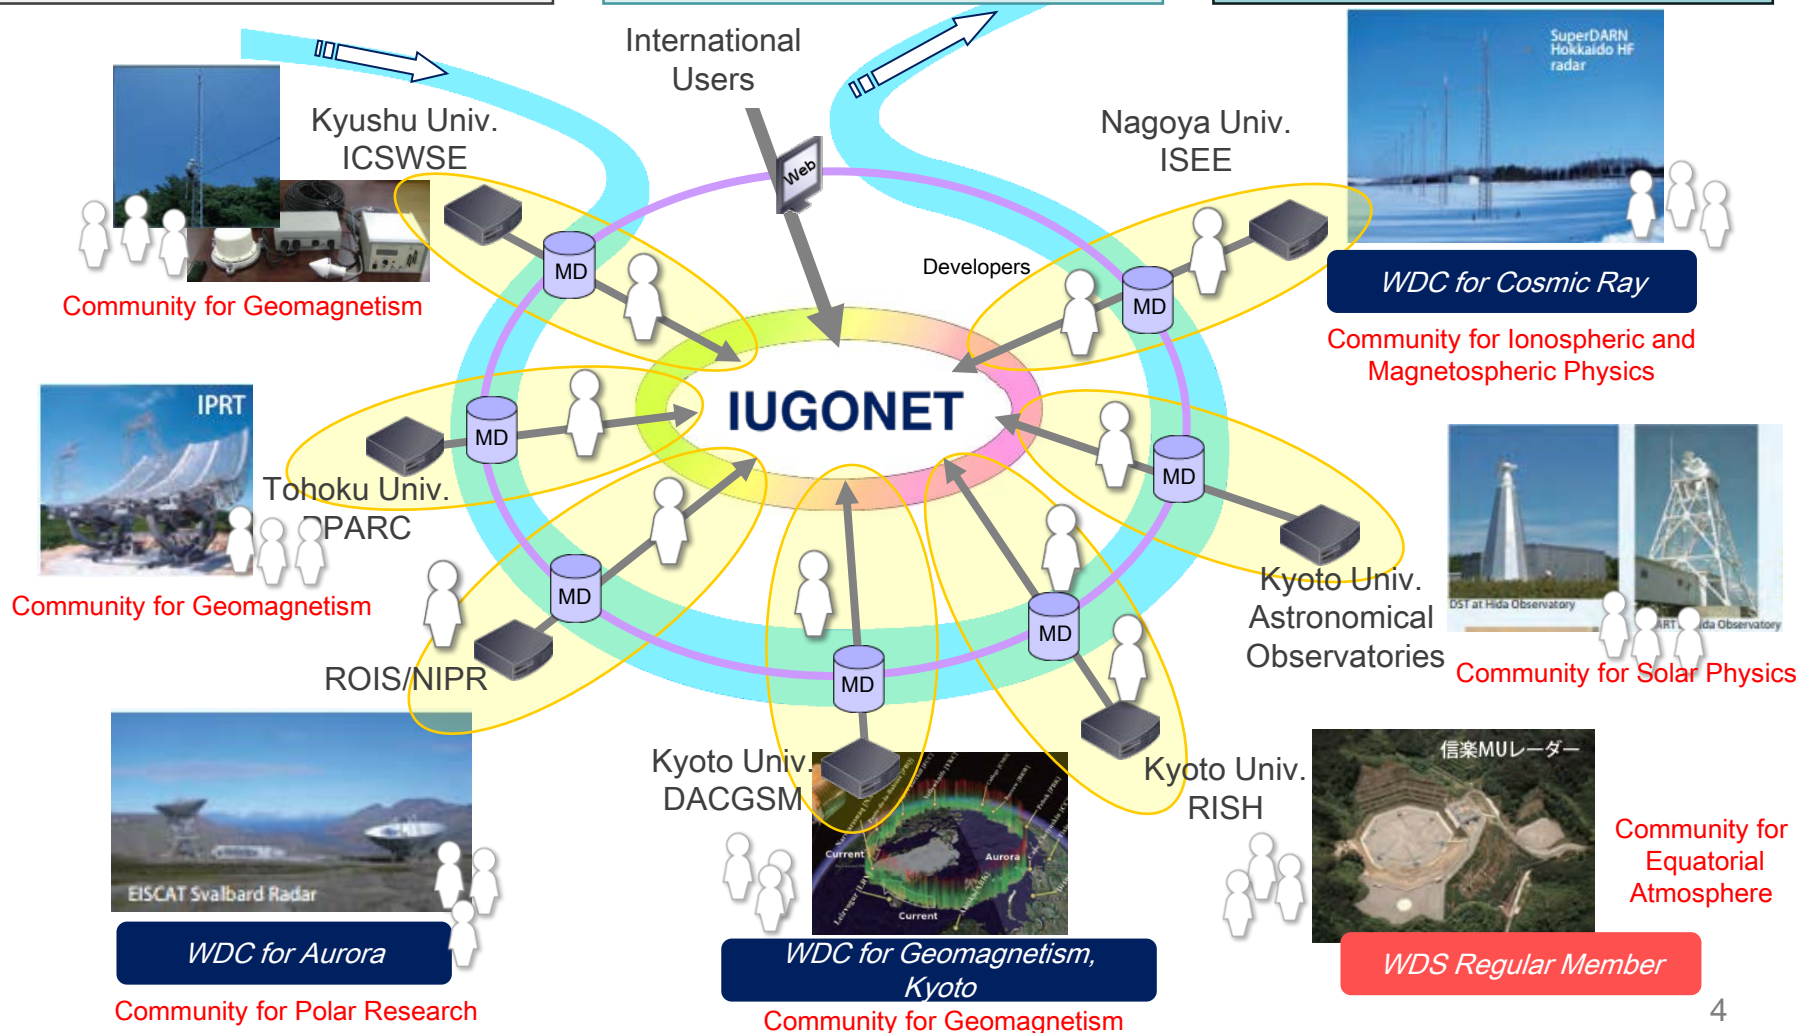 International
Users
SuperDARN
Hokkaido HF
radar
Kyushu Univ.
ICSWSE
Nagoya Univ.
ISEE
Web
Developers
MD
MD
WDC for Cosmic Ray
Community for Geomagnetism
Community for Ionospheric and
Magnetospheric Physics
IPRT
IUGONET
MD
MD
Tohoku Univ.
PPARC
Kyoto Univ.
Astronomical
Observatories
DST at Hida Observatory
Observatory
Community for Geomagnetism
MD
MD
MD
ROIS/NIPR
Community for Solar Physics
Kyoto Univ.
DACGSM
Kyoto Univ.
RISH
信楽MUレーダー
EISCAT Svalbard Radar
Current
Aurora
Current
Community for
Equatorial
Atmosphere
WDC for Aurora
WDC for Geomagnetism,
Kyoto
WDS Regular Member
Community for Polar Research
Community for Geomagnetism
4